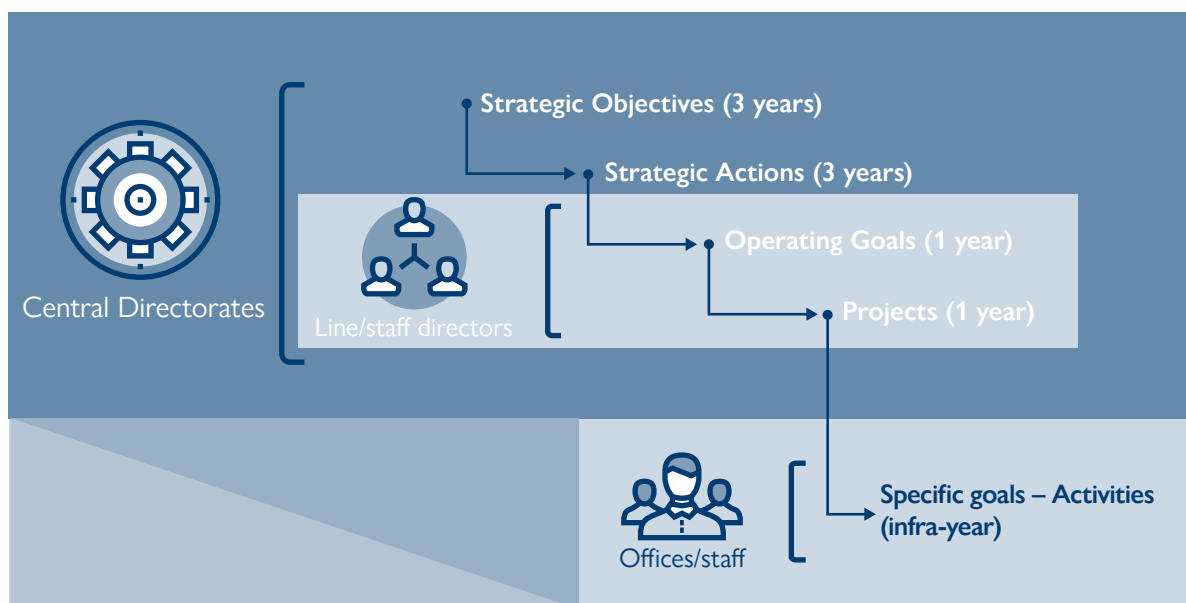 Strategic Objectives (3 years)
Strategic Actions (3 years)
Central Directorates
Operating Goals (1 year)
Line/staff directors
Projects (1 year)
Specific goals – Activities
(infra-year)
Offices/staff